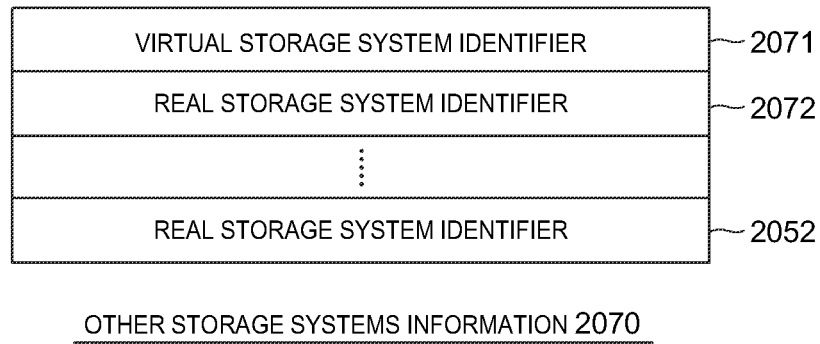 VIRTUAL STORAGE SYSTEM IDENTIFIER 2071
REAL STORAGE SYSTEM IDENTIFIER 2072
REAL STORAGE SYSTEM IDENTIFIER 2052
OTHER STORAGE SYSTEMS INFORMATION 2070